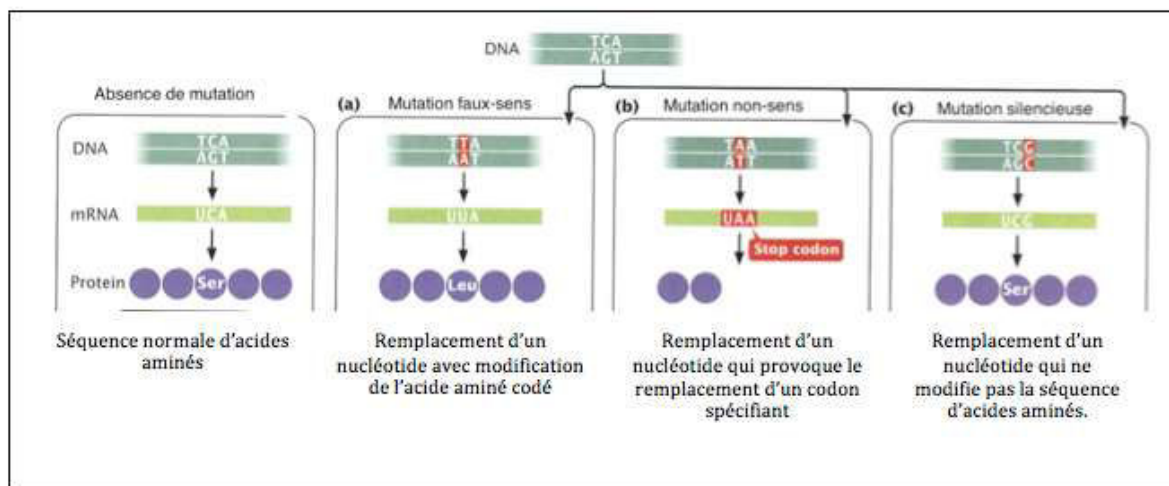 DNA
TCA
AGT
Absence de mutation
DNA
TCA
AGT
mRNA
UCA
Protein
Ser
Séquence normale d'acides
aminés
(a) Mutation faux-sens
TTA
AAT
UUA
Leu
Remplacement d'un
nucléotide avec modification
de l'acide aminé codé
(b) Mutation non-sens
TAA
ATT
UAA
Stop codon
Remplacement d'un
nucléotide qui provoque le
remplacement d'un codon
spécifiant
(c) Mutation silencieuse
TCG
AGC
UCG
Ser
Remplacement d'un
nucléotide qui ne
modifie pas la séquence
d'acides aminés.